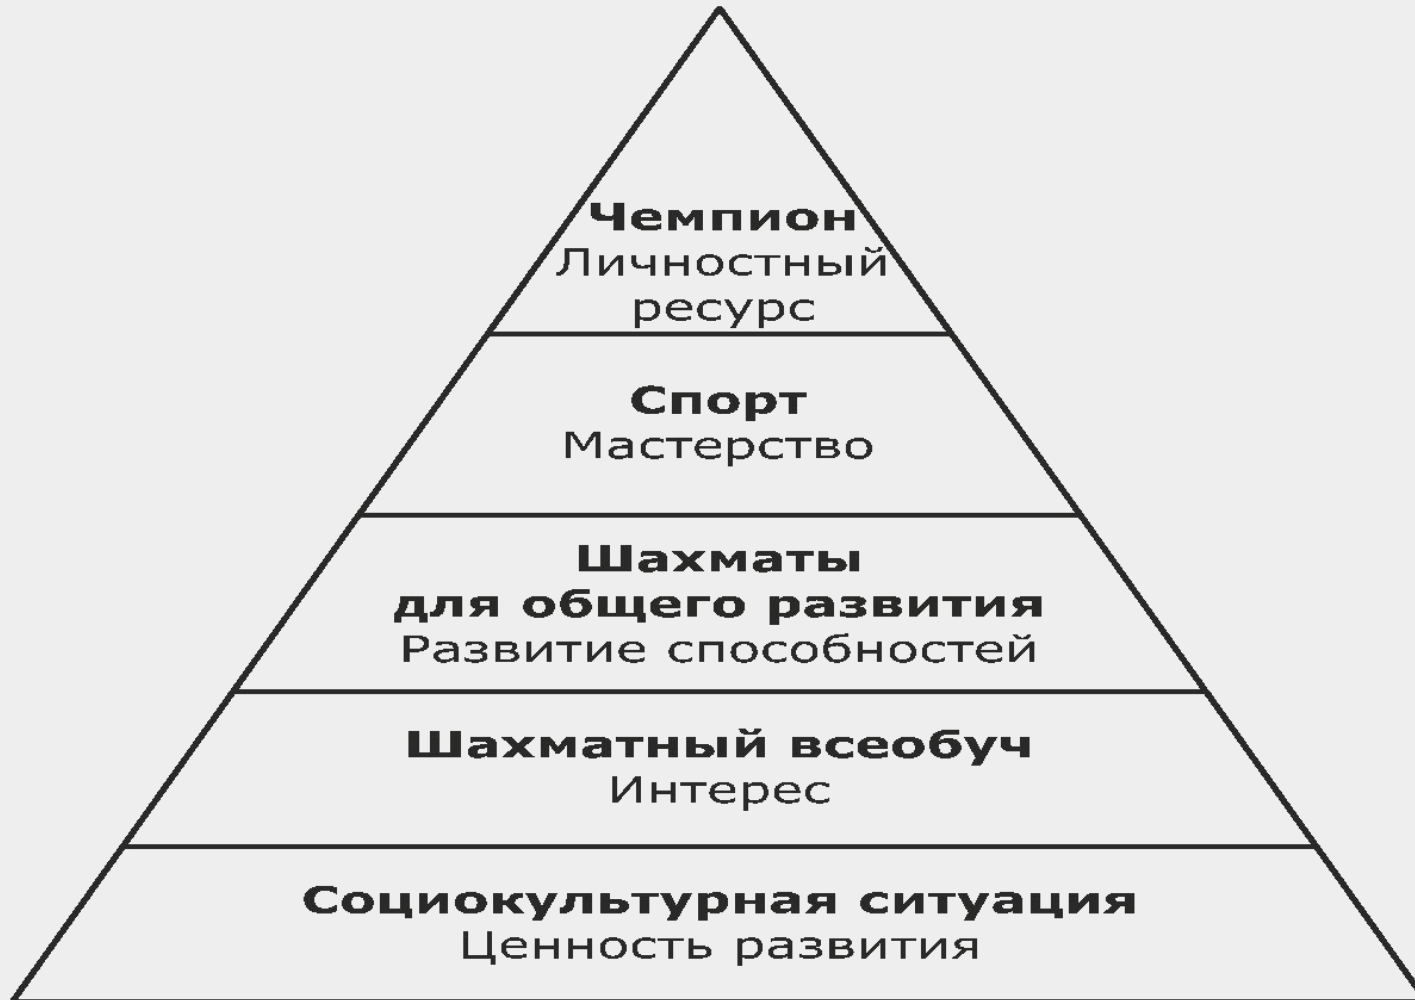 Чемпион
Личностный
ресурс
Спорт
Мастерство
Шахматы
для общего развития
Развитие способностей
Шахматный всеобуч
Интерес
Социокультурная ситуация
Ценность развития